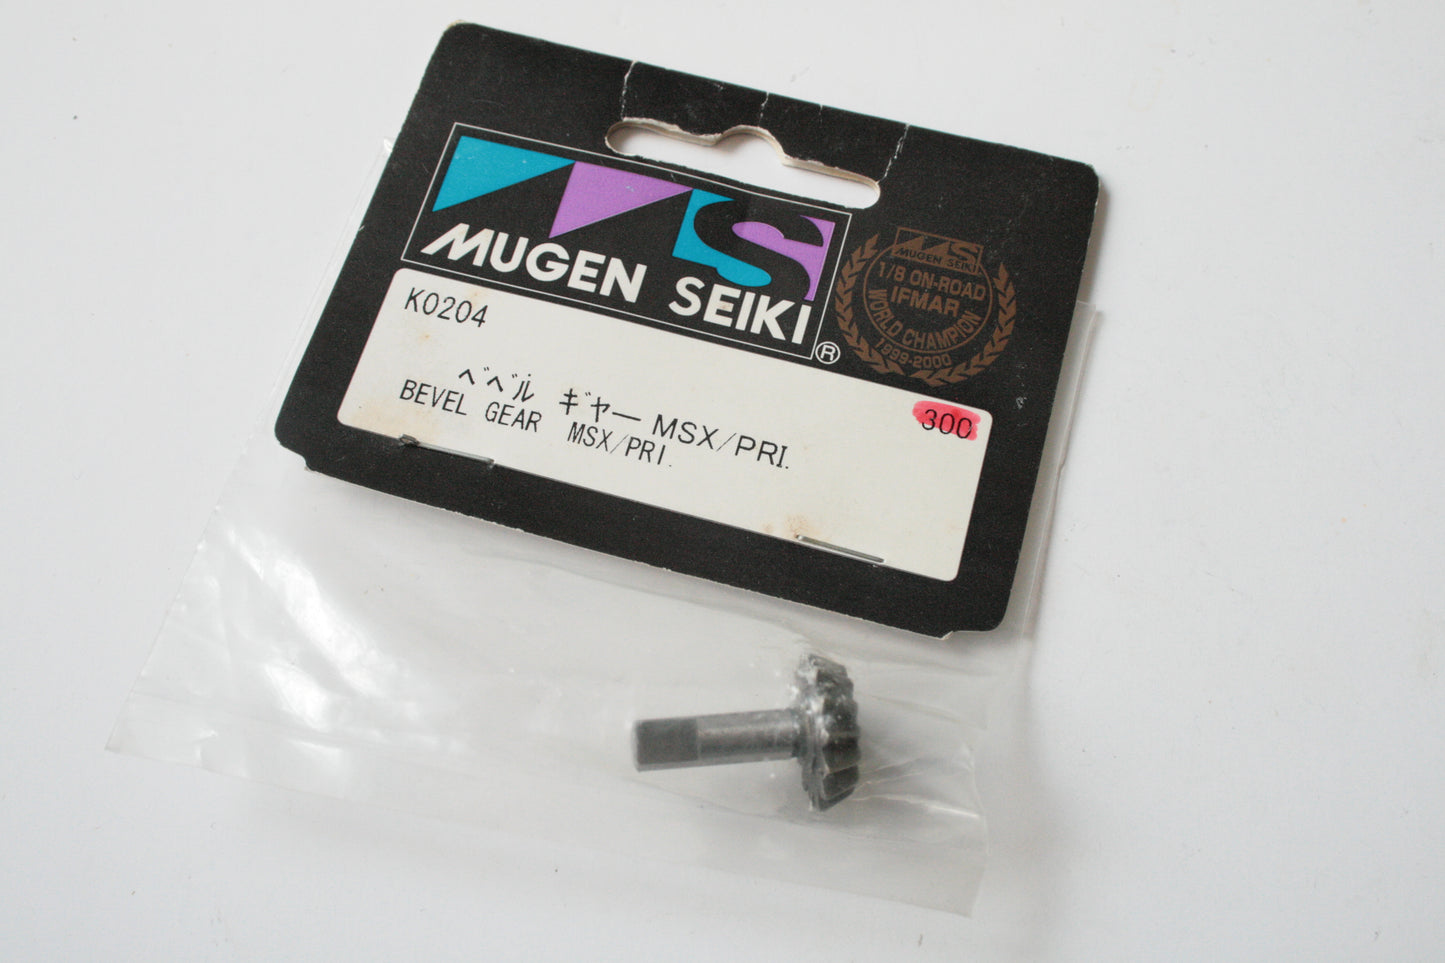 MUGEN SEIKI®
MUGEN SEIKI
1/8 ON-ROAD
IFMAR
WORLD CHAMPION
1999-2000
K0204
300
ベベル ギヤー MSX/PRI.
BEVEL GEAR MSX/PRI.